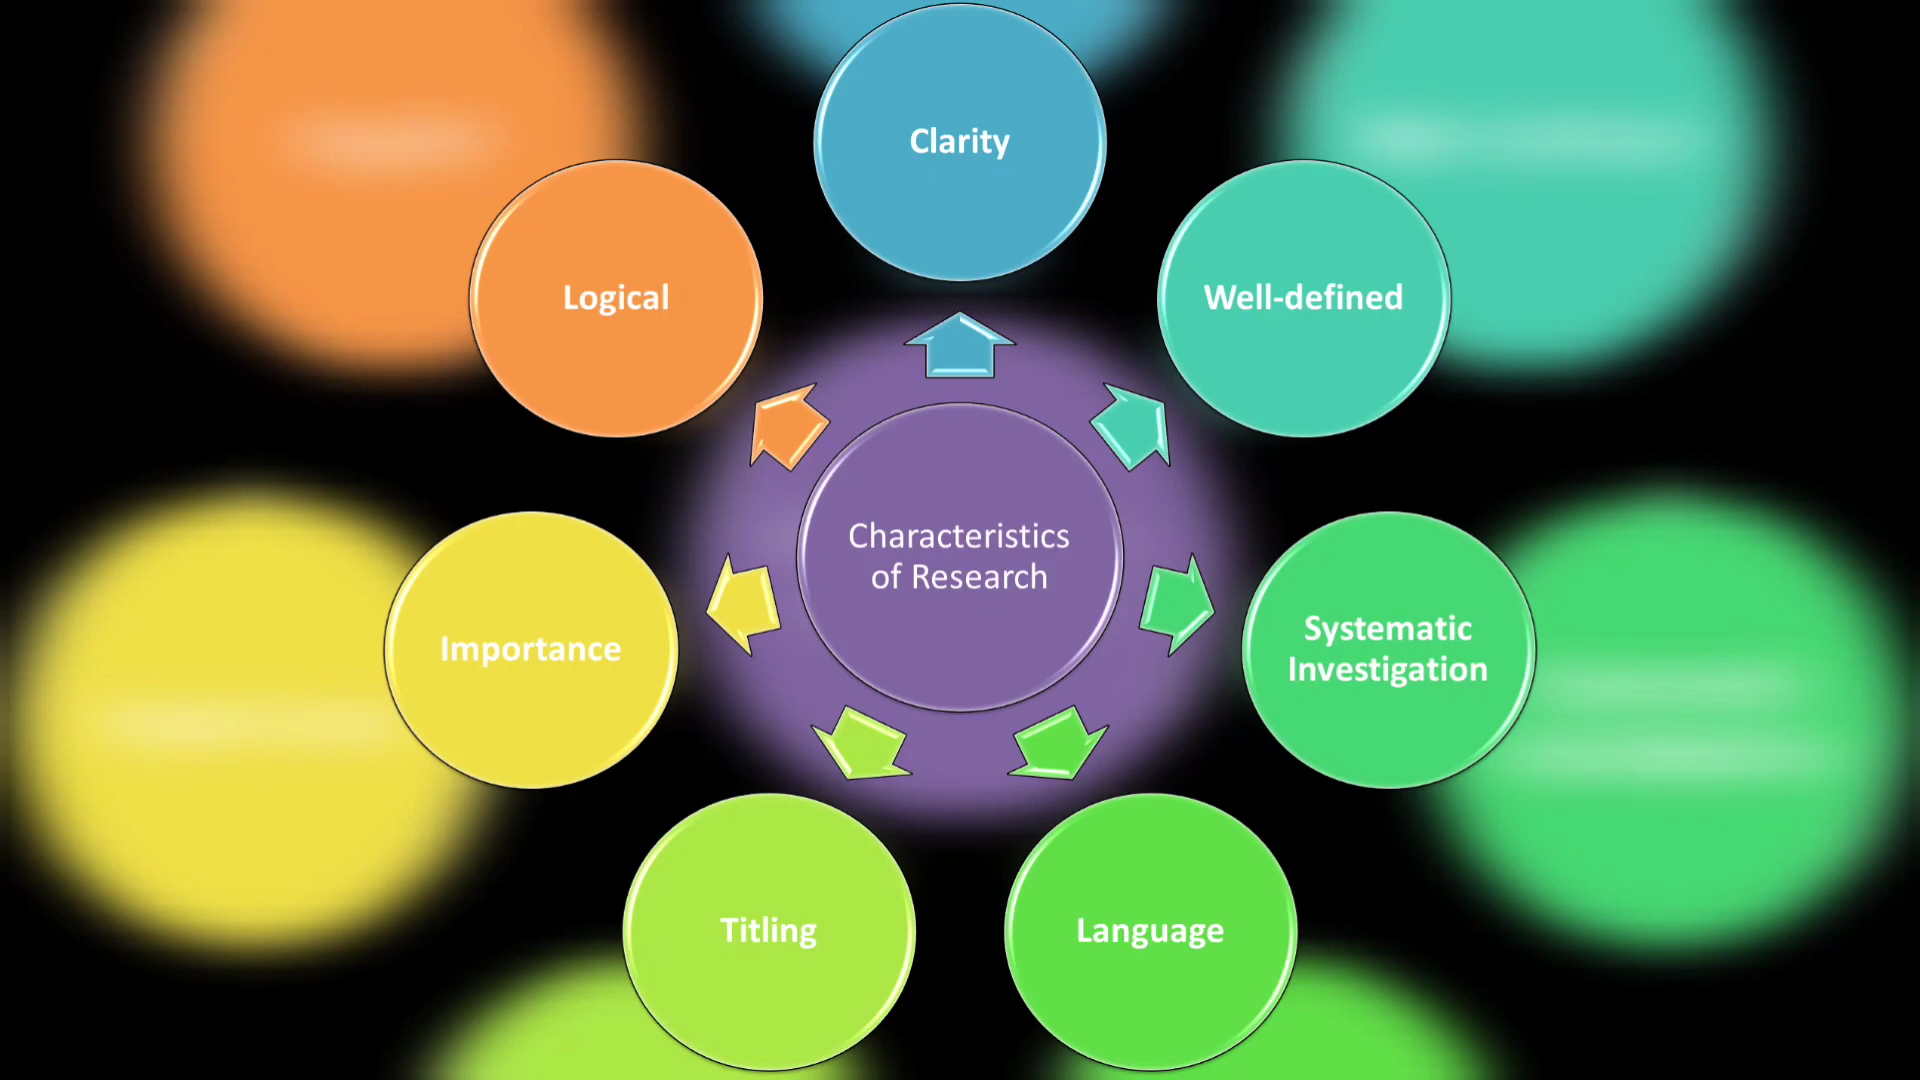 Clarity
Logical
Well-defined
Characteristics
of Research
Importance
Systematic
Investigation
Titling
Language